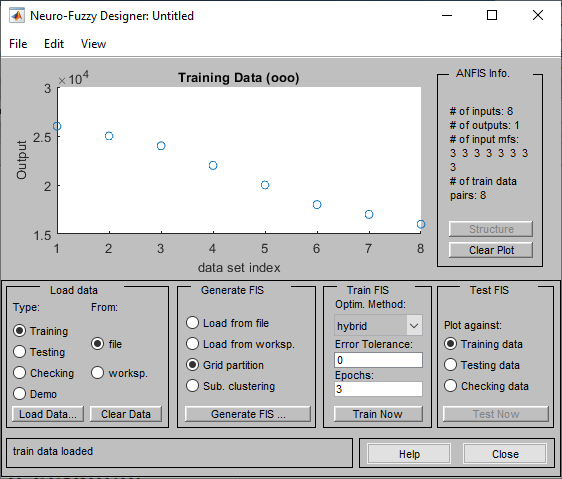 Neuro-Fuzzy Designer: Untitled
File Edit View
×10⁴
Training Data (ooo)
3
2.5
2
1.5
Output
1 2 3 4 5 6 7 8
data set index
ANFIS Info.
# of inputs: 8
# of outputs: 1
# of input mfs:
3 3 3 3 3 3 3
3
# of train data
pairs: 8
Structure
Clear Plot
Load data
Type: From:
Training
Testing
Checking
Demo
file
worksp.
Load Data... Clear Data
Generate FIS
Load from file
Load from worksp.
Grid partition
Sub. clustering
Generate FIS ...
Train FIS
Optim. Method:
hybrid
Error Tolerance:
0
Epochs:
3
Train Now
Test FIS
Plot against:
Training data
Testing data
Checking data
Test Now
train data loaded
Help Close